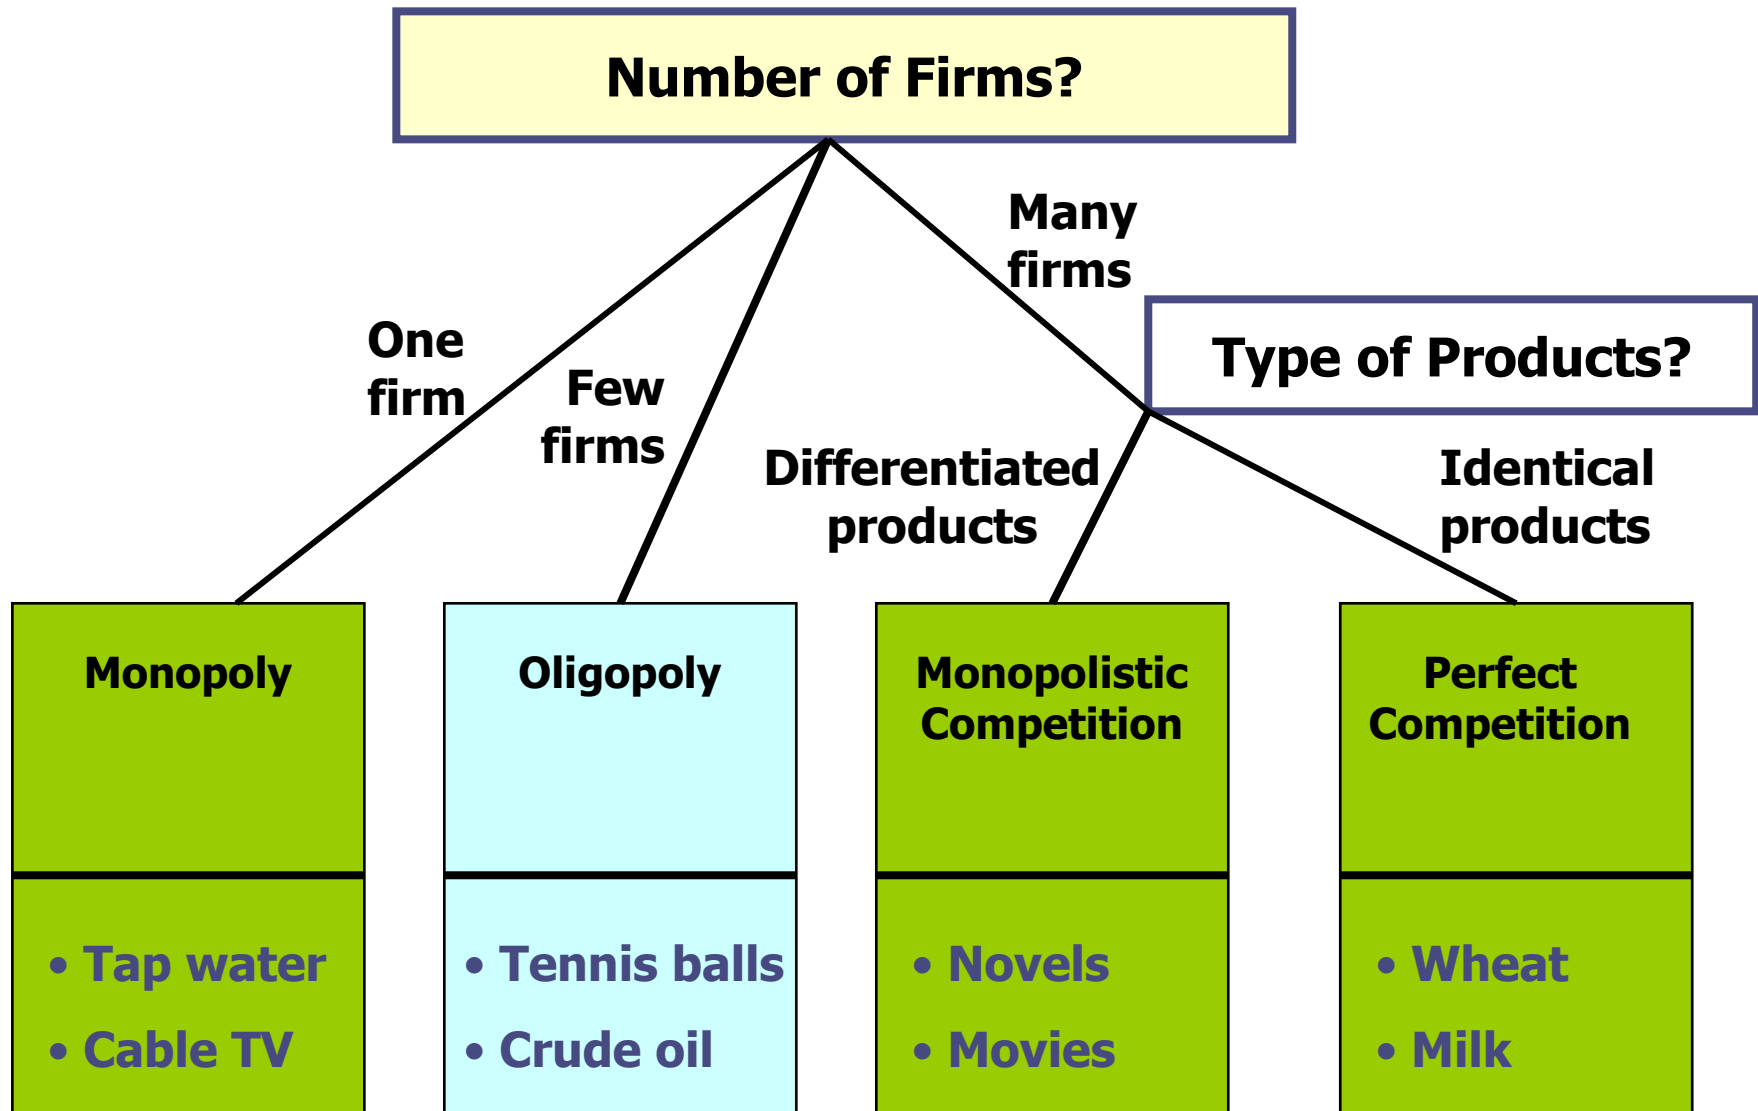 Number of Firms?
Many
firms
One
firm
Few
firms
Type of Products?
Differentiated
products
Identical
products
Monopoly
Oligopoly
Monopolistic
Competition
Perfect
Competition
• Tap water
• Cable TV
• Tennis balls
• Crude oil
• Novels
• Movies
• Wheat
• Milk